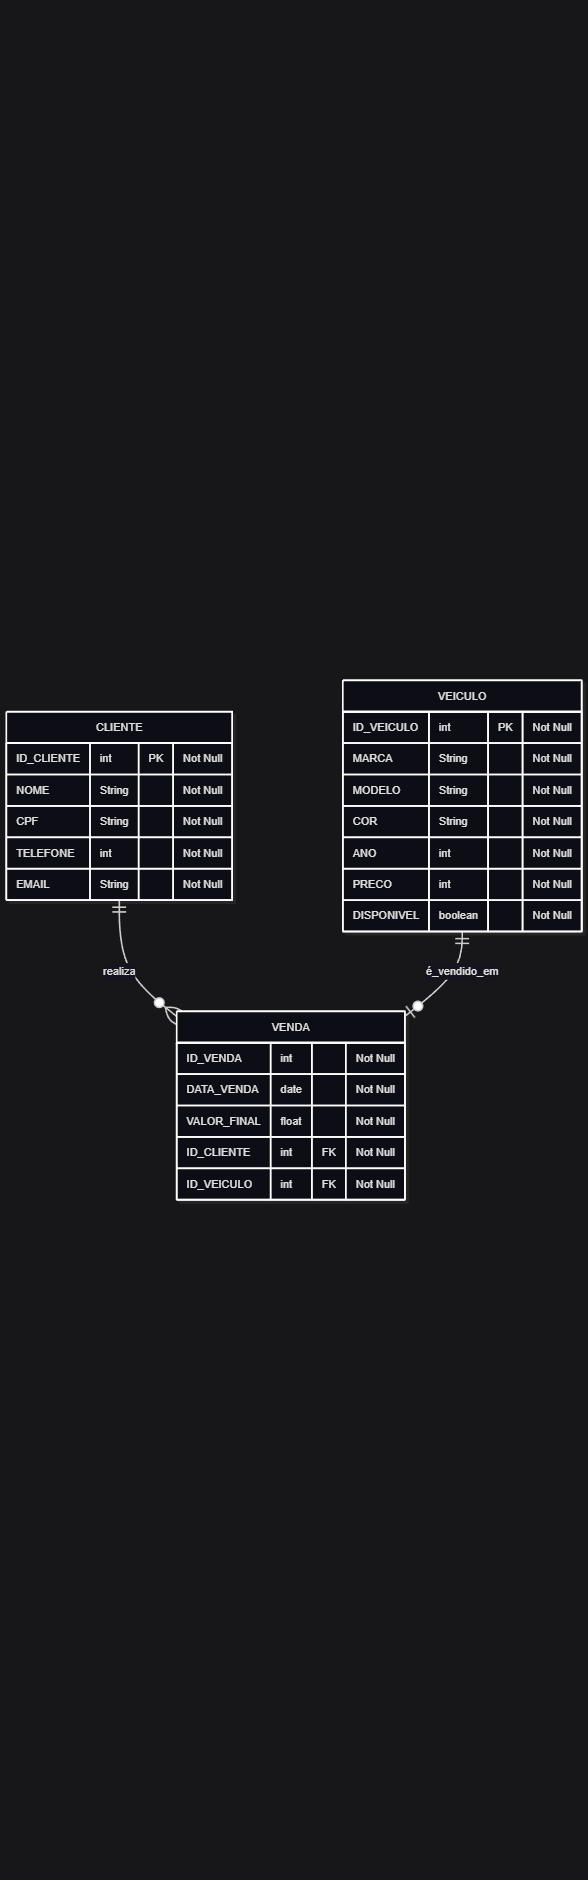 CLIENTE
ID_CLIENTE int PK Not Null
NOME String Not Null
CPF String Not Null
TELEFONE int Not Null
EMAIL String Not Null
VEICULO
ID_VEICULO int PK Not Null
MARCA String Not Null
MODELO String Not Null
COR String Not Null
ANO int Not Null
PRECO int Not Null
DISPONIVEL boolean Not Null
realiza
é_vendido_em
VENDA
ID_VENDA int Not Null
DATA_VENDA date Not Null
VALOR_FINAL float Not Null
ID_CLIENTE int FK Not Null
ID_VEICULO int FK Not Null